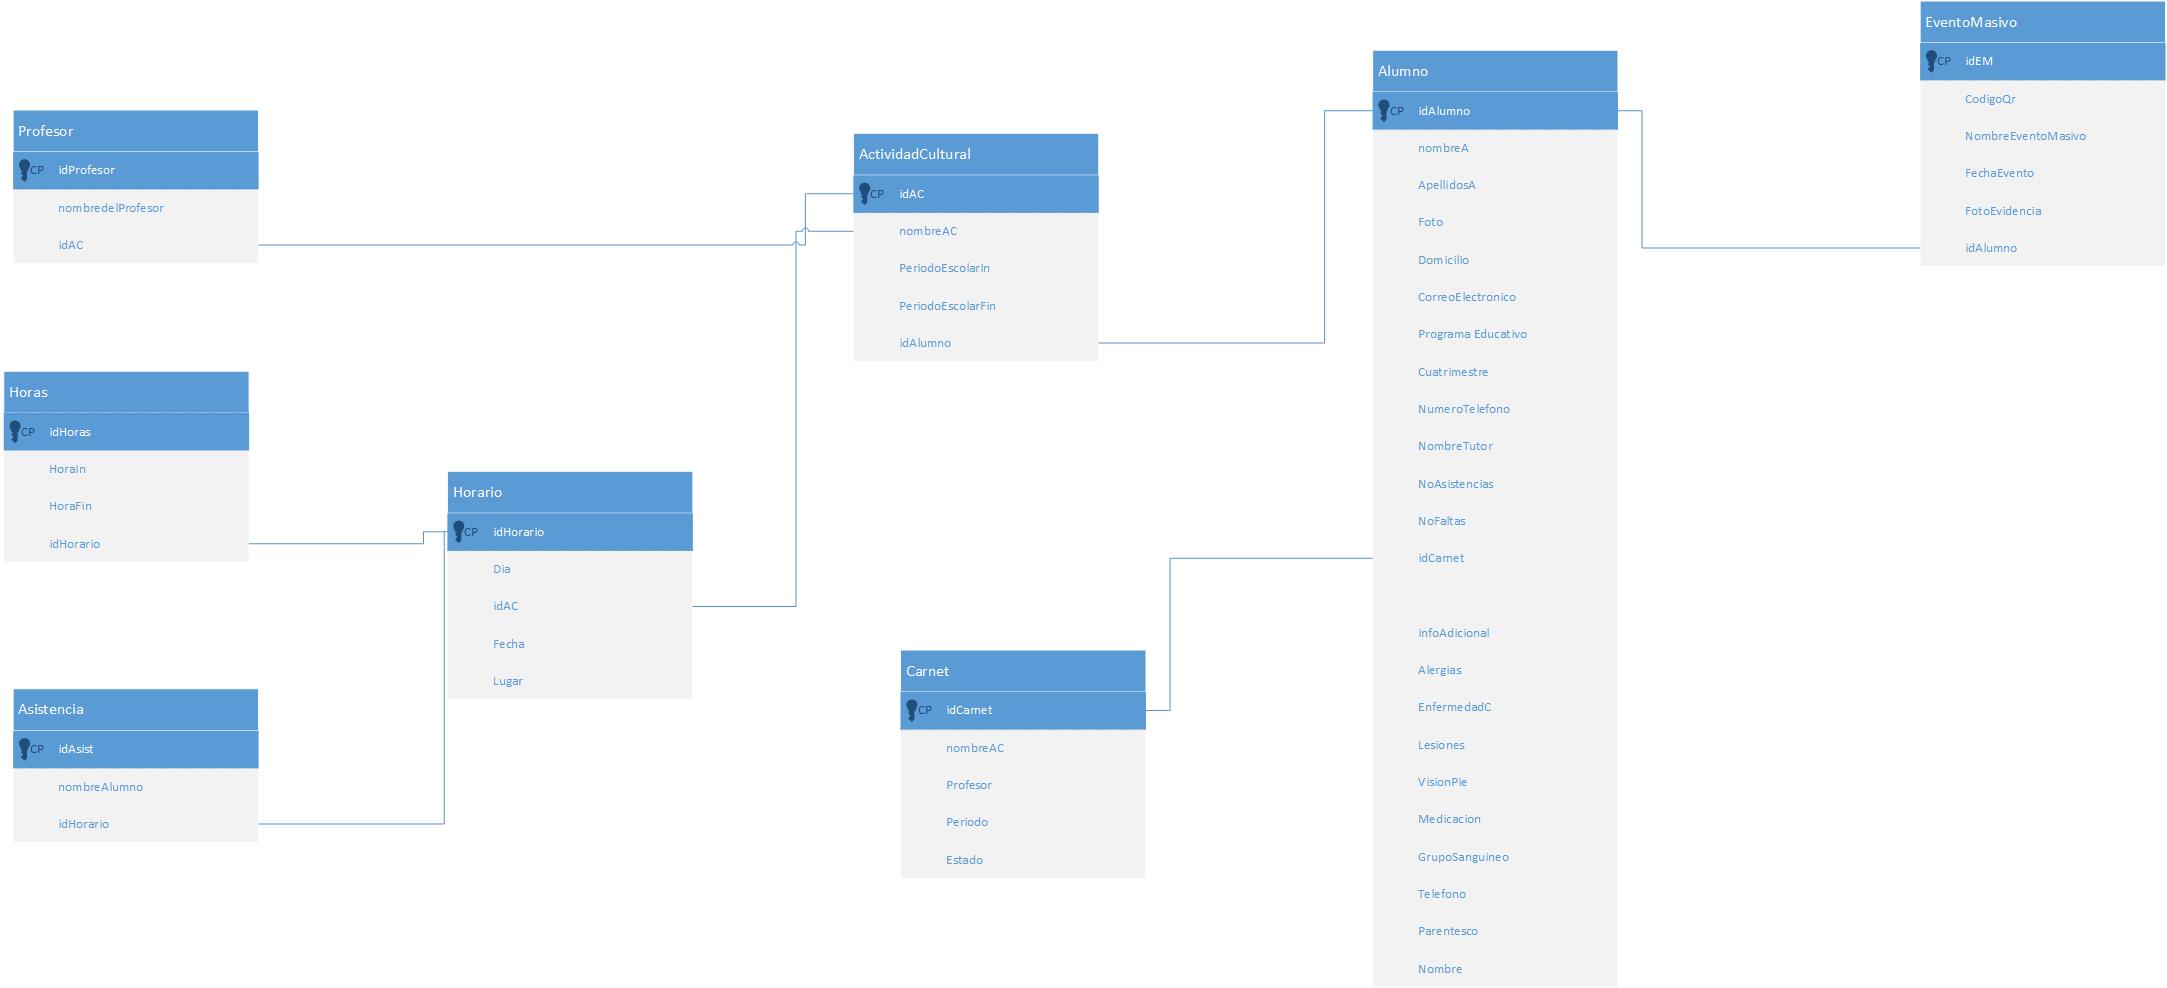 Profesor
CP idProfesor
nombredelProfesor
idAC
Horas
CP idHoras
HoraIn
HoraFin
idHorario
Asistencia
CP idAsist
nombreAlumno
idHorario
Horario
CP idHorario
Dia
idAC
Fecha
Lugar
ActividadCultural
CP idAC
nombreAC
PeriodoEscolarIn
PeriodoEscolarFin
idAlumno
Carnet
CP idCarnet
nombreAC
Profesor
Periodo
Estado
Alumno
CP idAlumno
nombreA
ApellidosA
Foto
Domicilio
CorreoElectronico
Programa Educativo
Cuatrimestre
NumeroTelefono
NombreTutor
NoAsistencias
NoFaltas
idCarnet
infoAdicional
Alergias
EnfermedadC
Lesiones
VisionPie
Medicacion
GrupoSanguineo
Telefono
Parentesco
Nombre
EventoMasivo
CP idEM
CodigoQr
NombreEventoMasivo
FechaEvento
FotoEvidencia
idAlumno